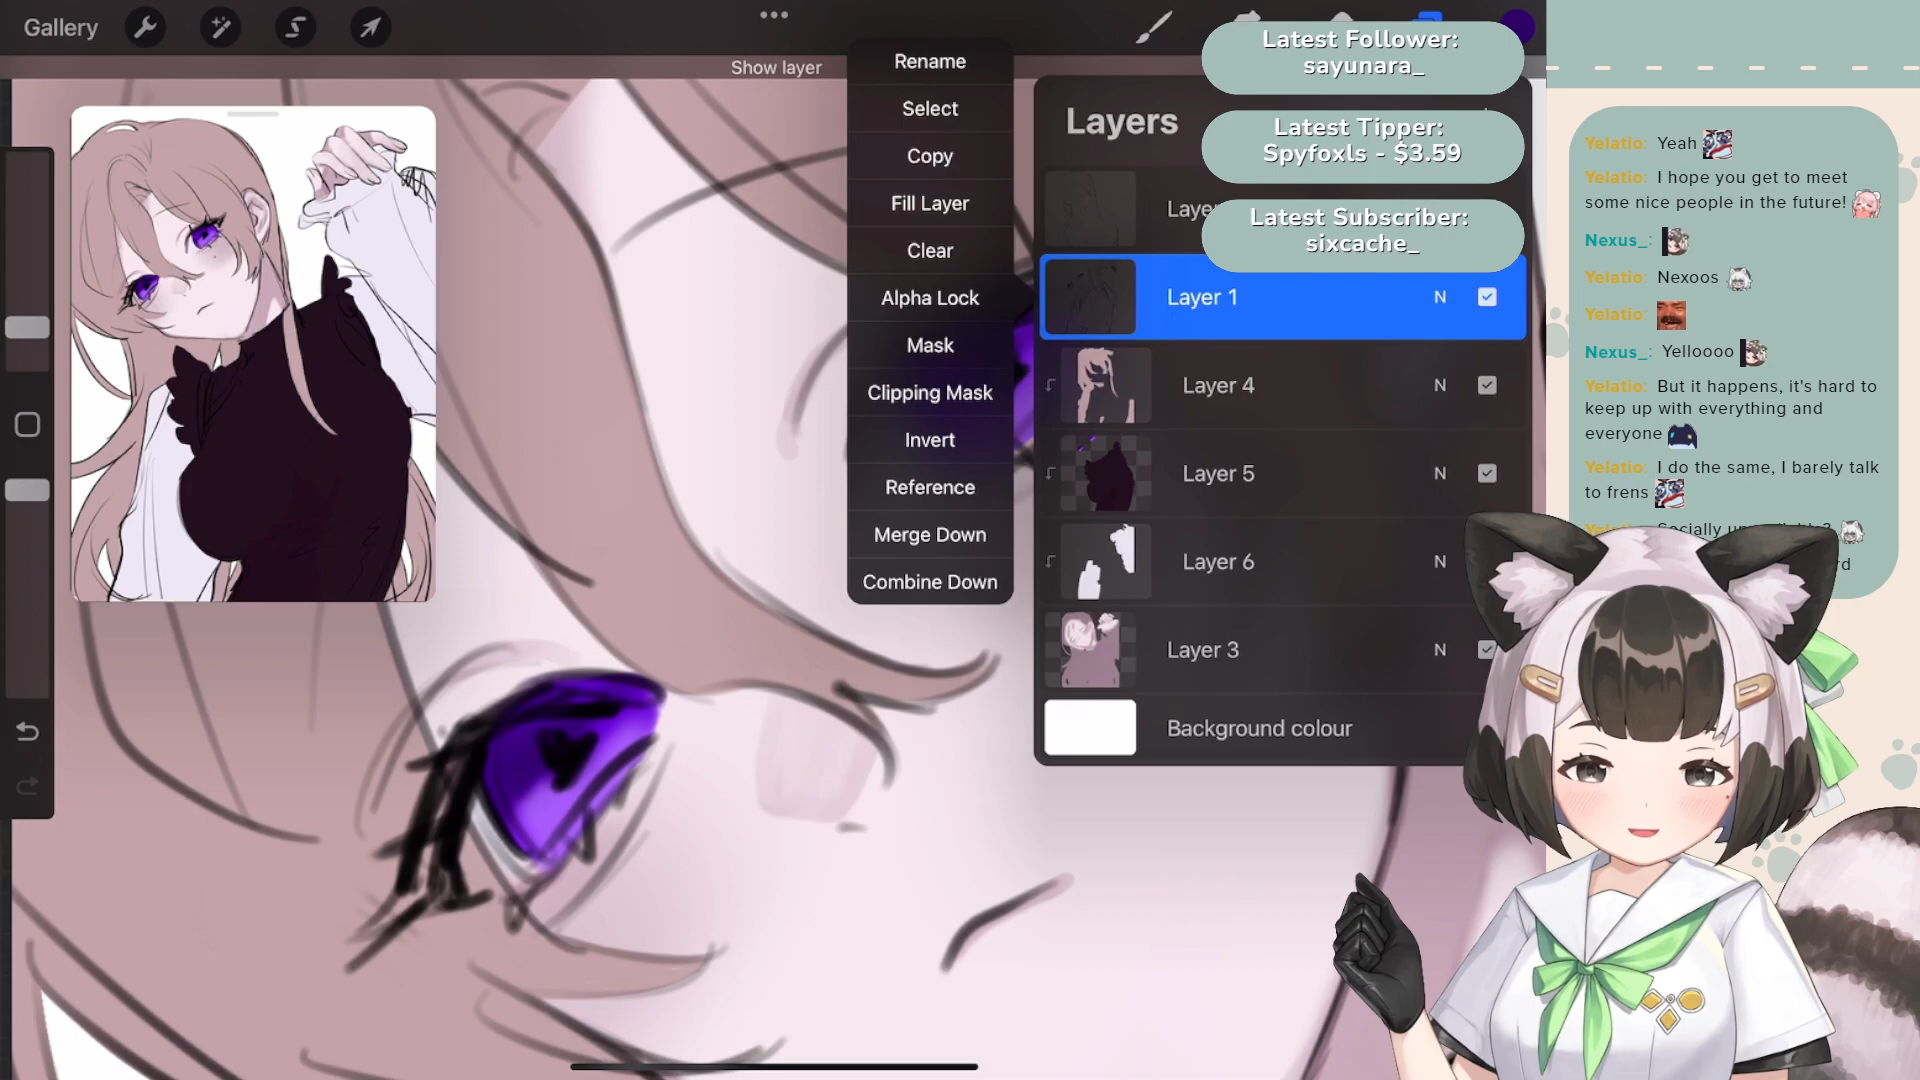 Gallery
Show layer
Rename
Select
Copy
Fill Layer
Clear
Alpha Lock
Mask
Clipping Mask
Invert
Reference
Merge Down
Combine Down
Layers
Layer 1
N
Layer 4
N
Layer 5
N
Layer 6
N
Layer 3
N
Background colour
Latest Follower:
sayunara_
Latest Tipper:
Spyfoxls - $3.59
Latest Subscriber:
sixcache_
Yelatio: Yeah
Yelatio: I hope you get to meet
some nice people in the future!
Nexus_:
Yelatio: Nexoos
Yelatio:
Nexus_: Yelloooo
Yelatio: But it happens, it's hard to
keep up with everything and
everyone
Yelatio: I do the same, I barely talk
to frens